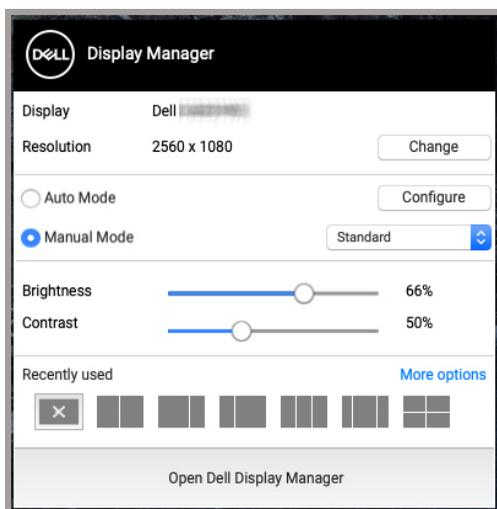 DELL Display Manager
Display Dell
Resolution 2560 x 1080 Change
Auto Mode Configure
Manual Mode Standard
Brightness 66%
Contrast 50%
Recently used More options
Open Dell Display Manager